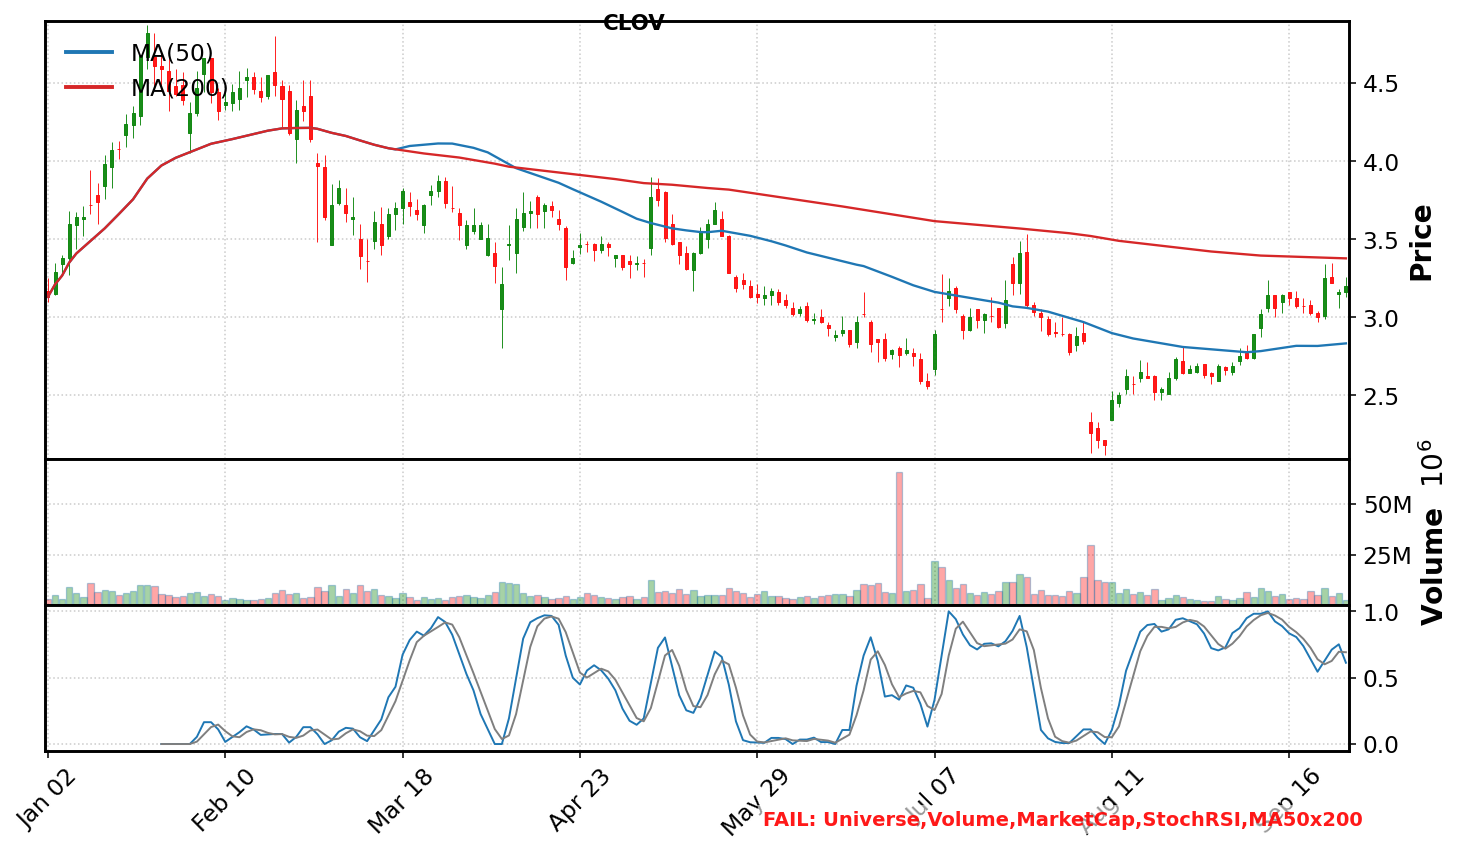 CLOV
MA(50)
MA(200)
4.5
4.0
3.5
3.0
2.5
Price
50M
25M
Volume 10^6
1.0
0.5
0.0
Jan 02
Feb 10
Mar 18
Apr 23
May 29
Jul 07
Aug 11
Sep 16
FAIL: Universe,Volume,MarketCap,StochRSI,MA50x200